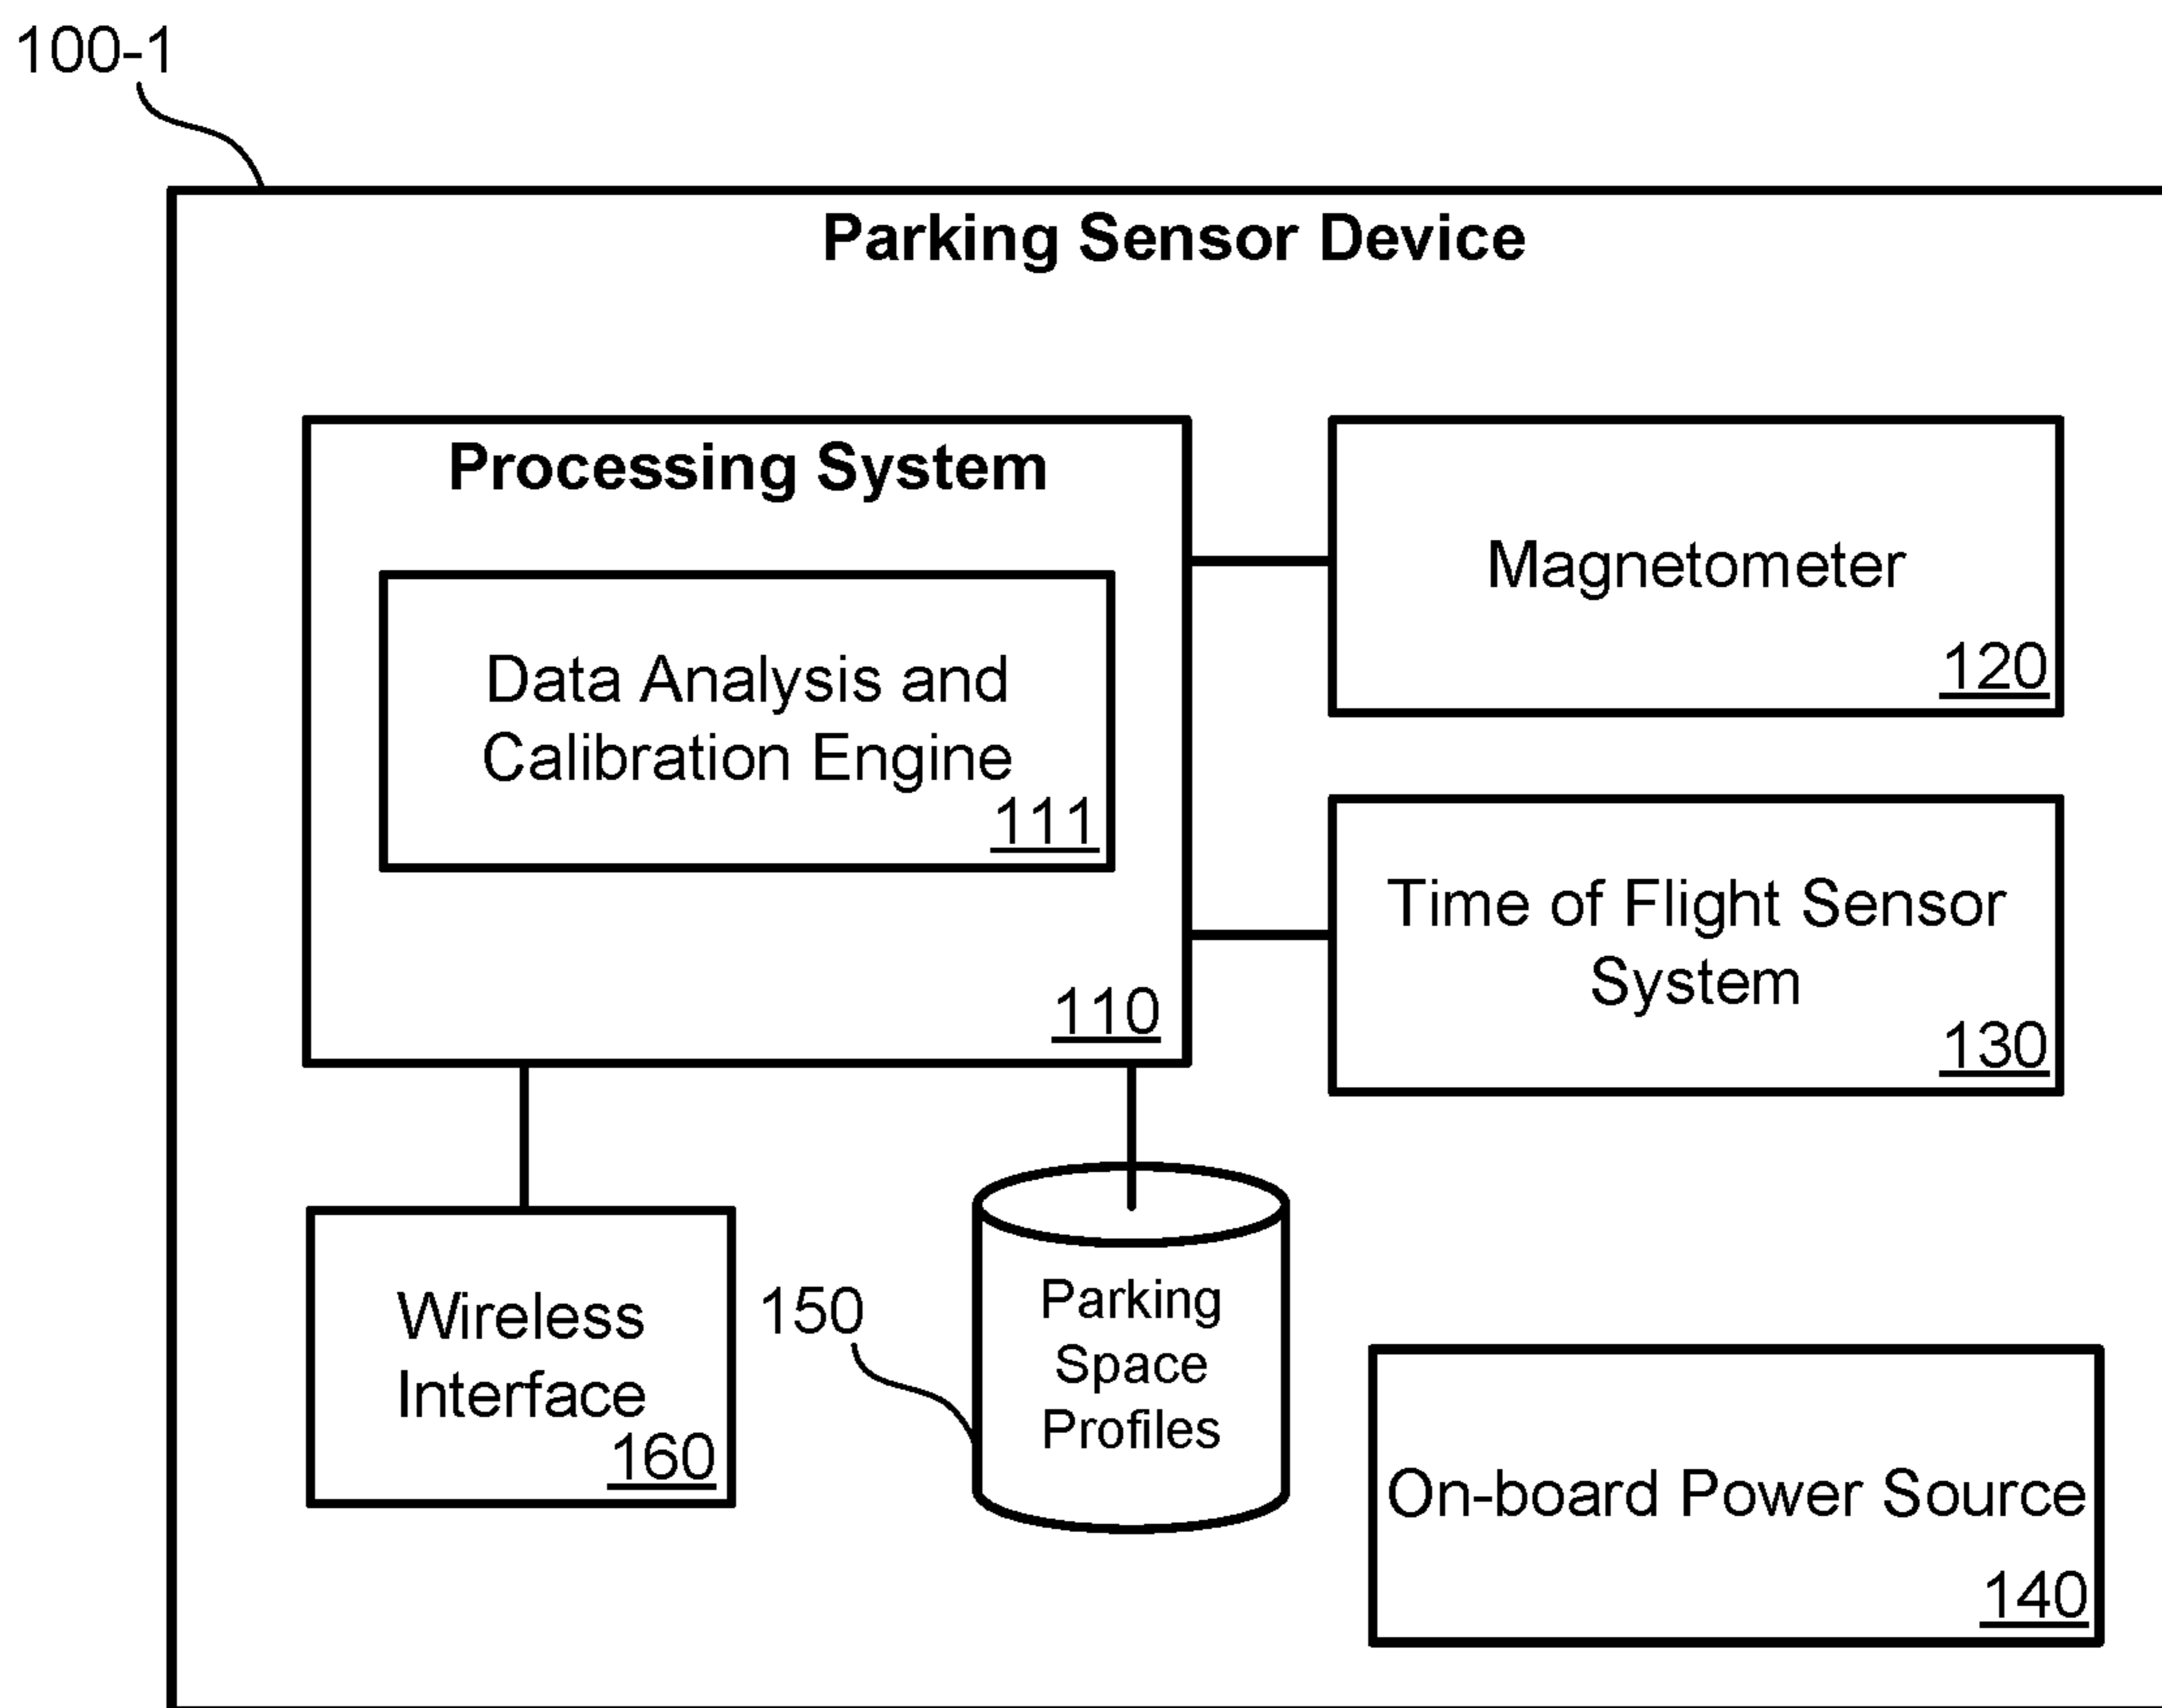 100-1
Parking Sensor Device
Processing System
Data Analysis and
Calibration Engine
111
110
Magnetometer
120
Time of Flight Sensor
System
130
Wireless
Interface
160
150
Parking
Space
Profiles
On-board Power Source
140